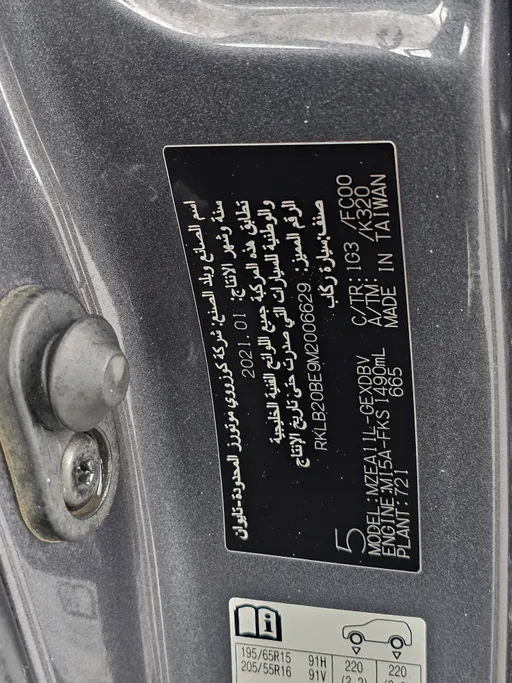 اسم الصانع وبلد الصنع: شركة كوزروي موتورز المحدودة-تايوان
سنة وشهر الإنتاج: 2021.01
تطابق هذه المركبة جميع اللوائح الفنية الخليجية
والوطنية للسيارات التي صدرت حتى تاريخ الإنتاج
الرقم المميز: RKLB20BE9M2006629
صنف:سيارة ركاب
5
MODEL:MZEA11L-GEXDBV C/TR:1G3 /FC00
ENGINE:M15A-FKS 1490mL A/TM: /K320
PLANT:721 665 MADE IN TAIWAN
195/65R15 91H 220 220
205/55R16 91V